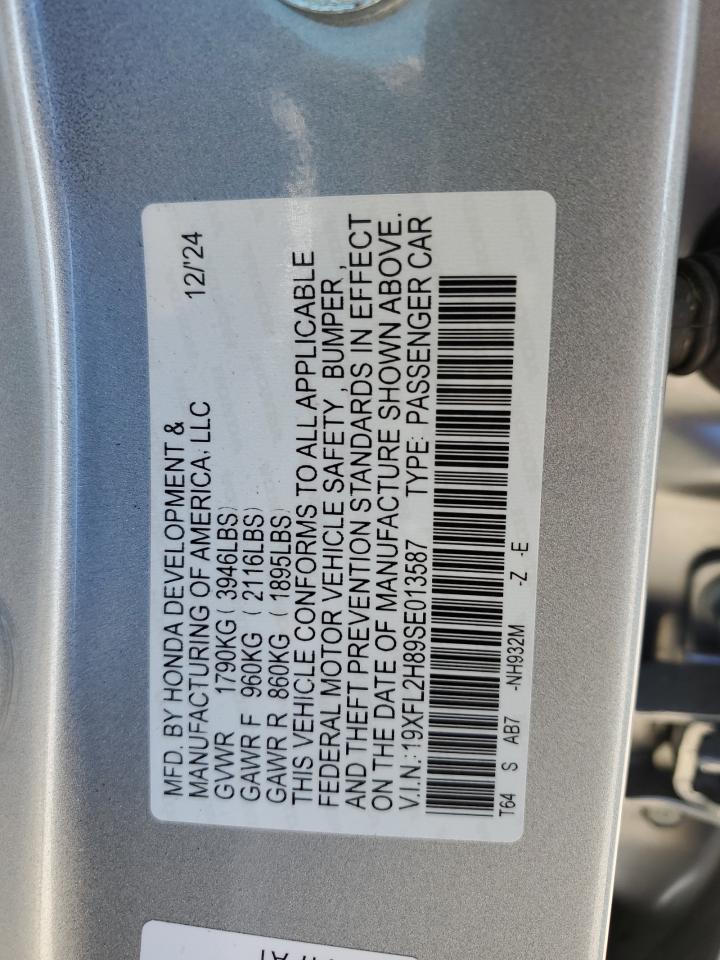 MFD. BY HONDA DEVELOPMENT &
MANUFACTURING OF AMERICA, LLC 12/'24
GVWR 1790KG ( 3946LBS)
GAWR F 960KG ( 2116LBS)
GAWR R 860KG ( 1895LBS)
THIS VEHICLE CONFORMS TO ALL APPLICABLE
FEDERAL MOTOR VEHICLE SAFETY , BUMPER ,
AND THEFT PREVENTION STANDARDS IN EFFECT
ON THE DATE OF MANUFACTURE SHOWN ABOVE.
V.I.N.:19XFL2H89SE013587 TYPE: PASSENGER CAR
T64 S AB7 -NH932M -Z -E